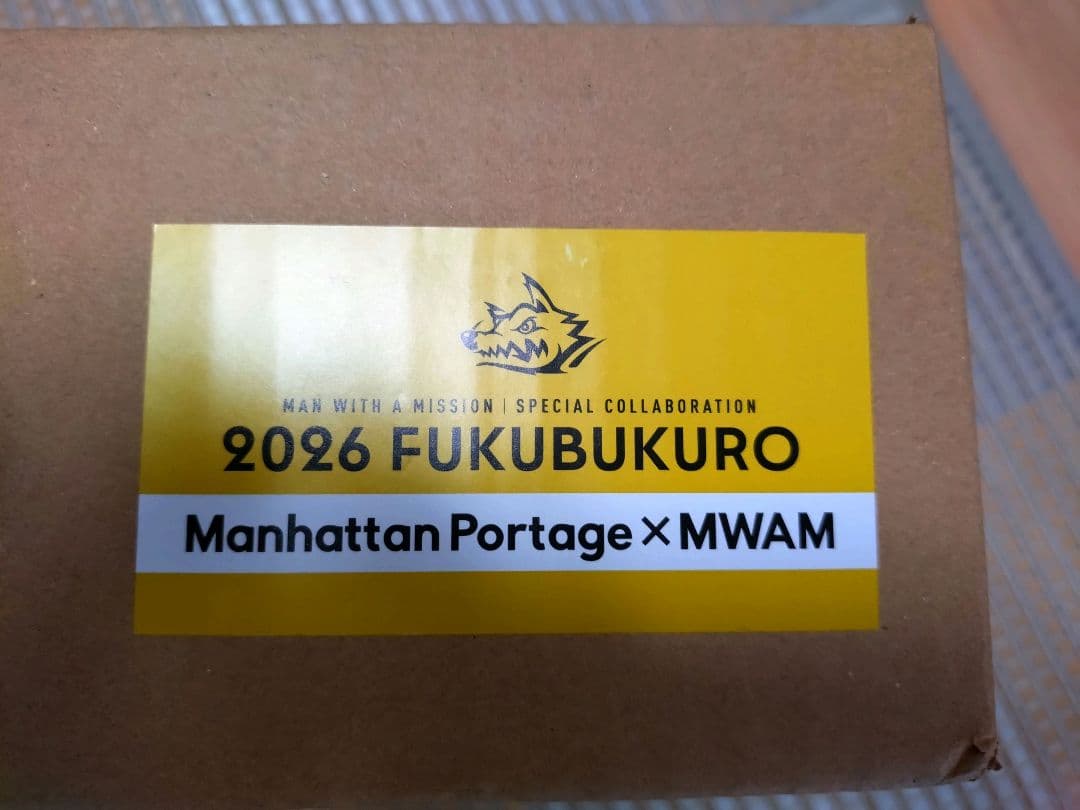 MAN WITH A MISSION | SPECIAL COLLABORATION
2026 FUKUBUKURO
Manhattan Portage×MWAM